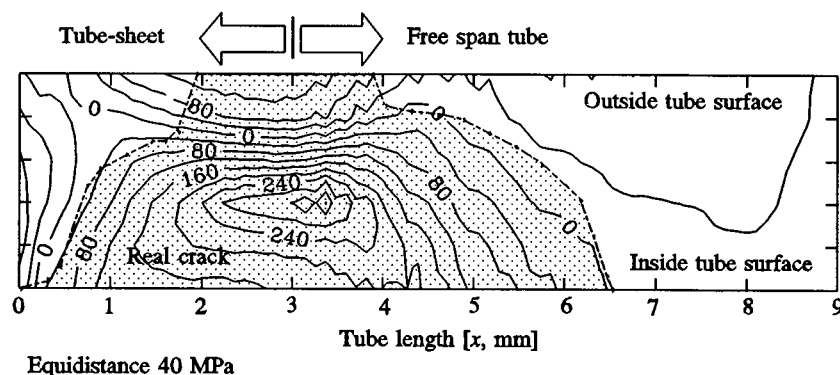 Tube-sheet
Free span tube
80
0
0
0
Outside tube surface
80
160
240
80
240
0
80
0
Real crack
Inside tube surface
0 1 2 3 4 5 6 7 8 9
Tube length [x, mm]
Equidistance 40 MPa